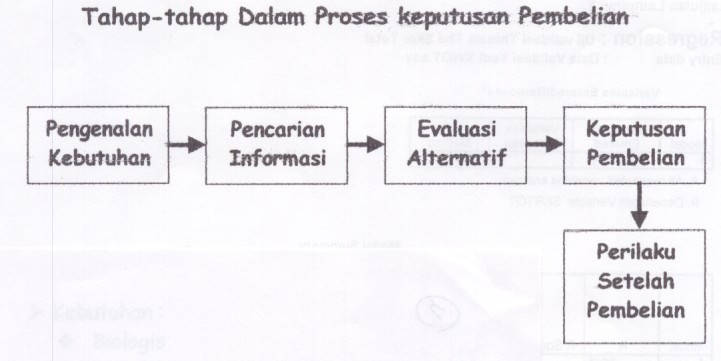 Tahap-tahap Dalam Proses keputusan Pembelian
Pengenalan
Kebutuhan
Pencarian
Informasi
Evaluasi
Alternatif
Keputusan
Pembelian
Perilaku
Setelah
Pembelian
Kebutuhan :
Biologis